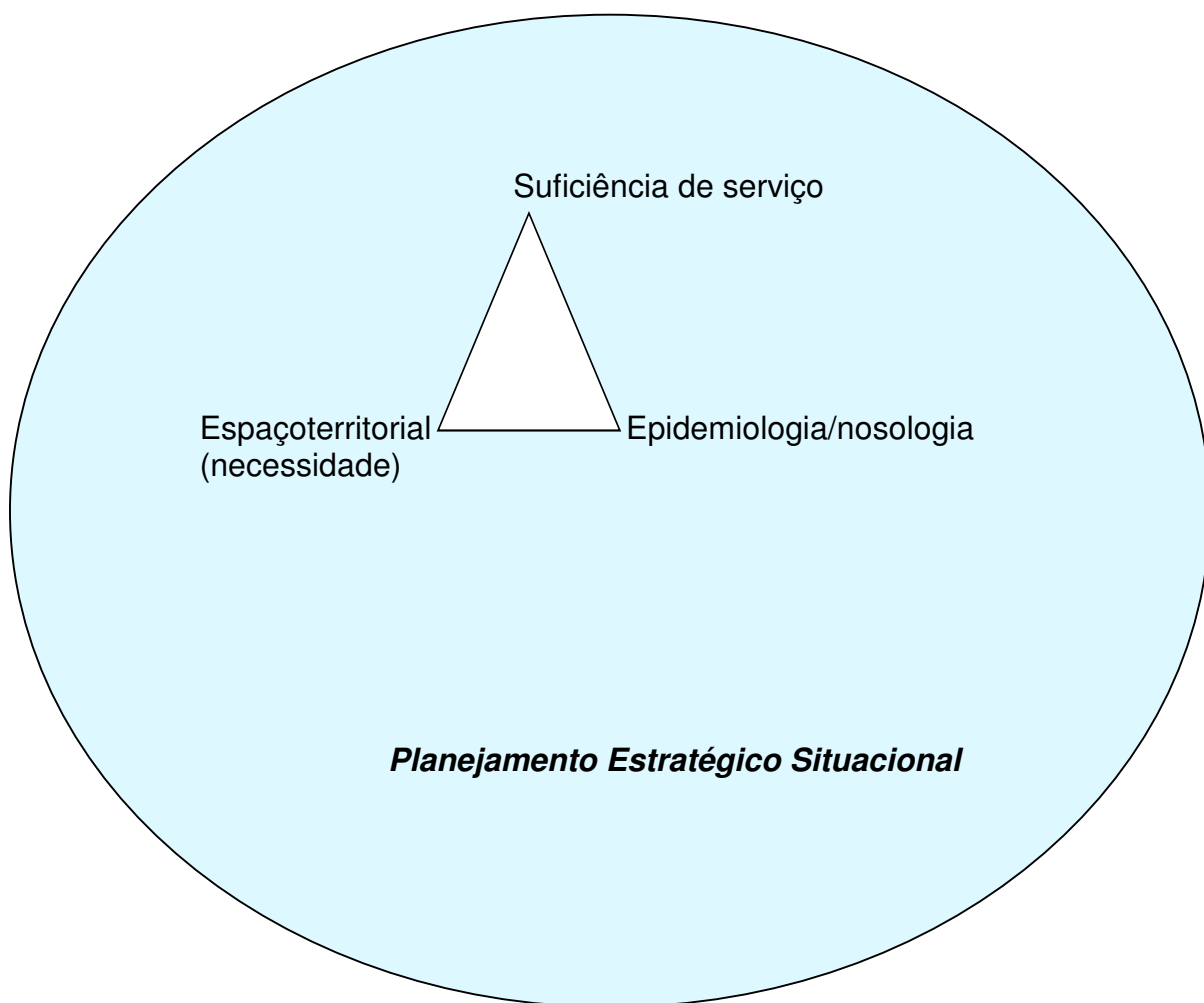 Suficiência de serviço
Espaçoterritorial
(necessidade)
Epidemiologia/nosologia
Planejamento Estratégico Situacional